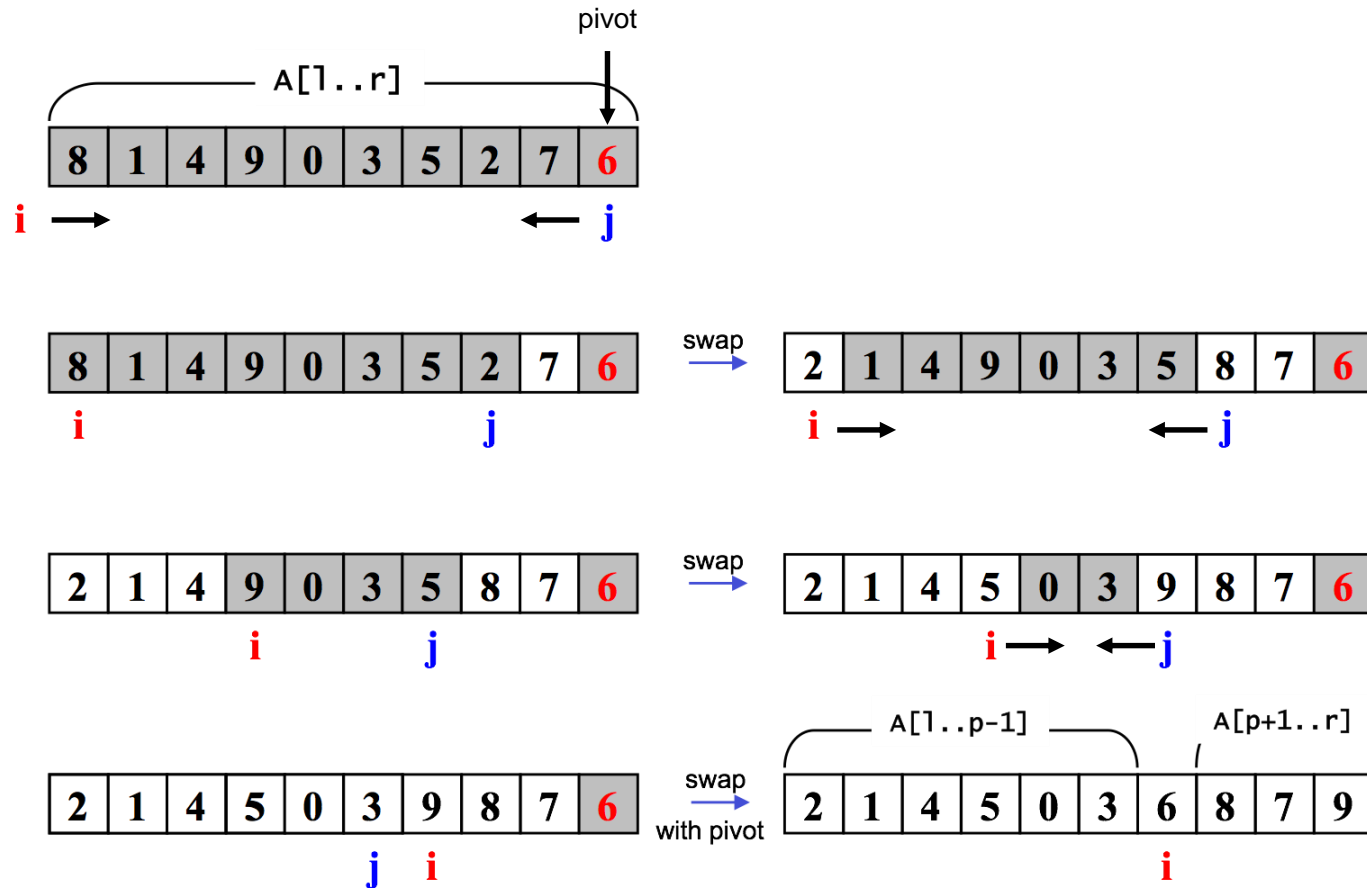 pivot
A[l..r]
8 1 4 9 0 3 5 2 7 6
i j
8 1 4 9 0 3 5 2 7 6
swap
2 1 4 9 0 3 5 8 7 6
i j
i j
2 1 4 9 0 3 5 8 7 6
swap
2 1 4 5 0 3 9 8 7 6
i j
i j
A[l..p-1]
A[p+1..r]
2 1 4 5 0 3 9 8 7 6
swap
with pivot
2 1 4 5 0 3 6 8 7 9
j i
i